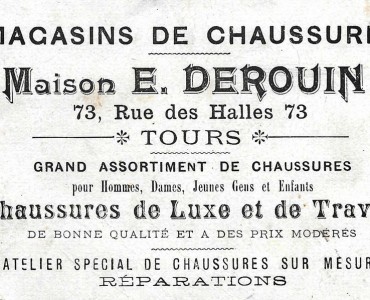 MAGASINS DE CHAUSSURE
Maison E. DEROUIN
73, Rue des Halles 73
TOURS
GRAND ASSORTIMENT DE CHAUSSURES
pour Hommes, Dames, Jeunes Gens et Enfants
haussures de Luxe et de Trav
DE BONNE QUALITÉ ET A DES PRIX MODÉRÉS
ATELIER SPECIAL DE CHAUSSURES SUR MESUR
RÉPARATIONS